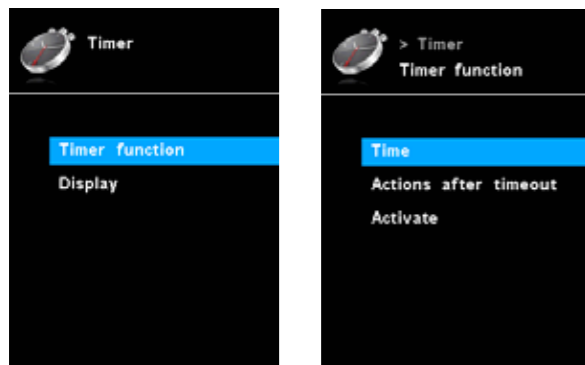 Timer
Timer function
Display
> Timer
Timer function
Time
Actions after timeout
Activate